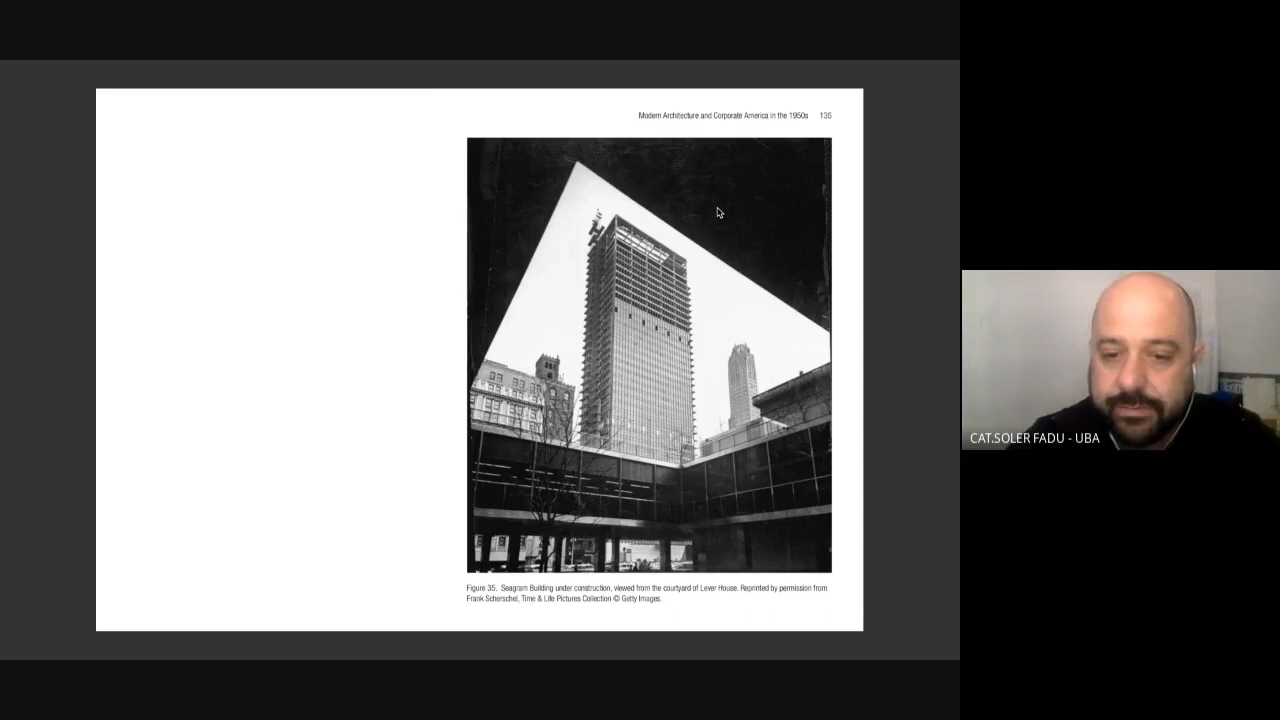 Modern Architecture and Corporate America in the 1950s 135
Figure 35. Seagram Building under construction, viewed from the courtyard of Lever House. Reprinted by permission from
Frank Scherschel, Time & Life Pictures Collection © Getty Images.
CAT.SOLER FADU - UBA